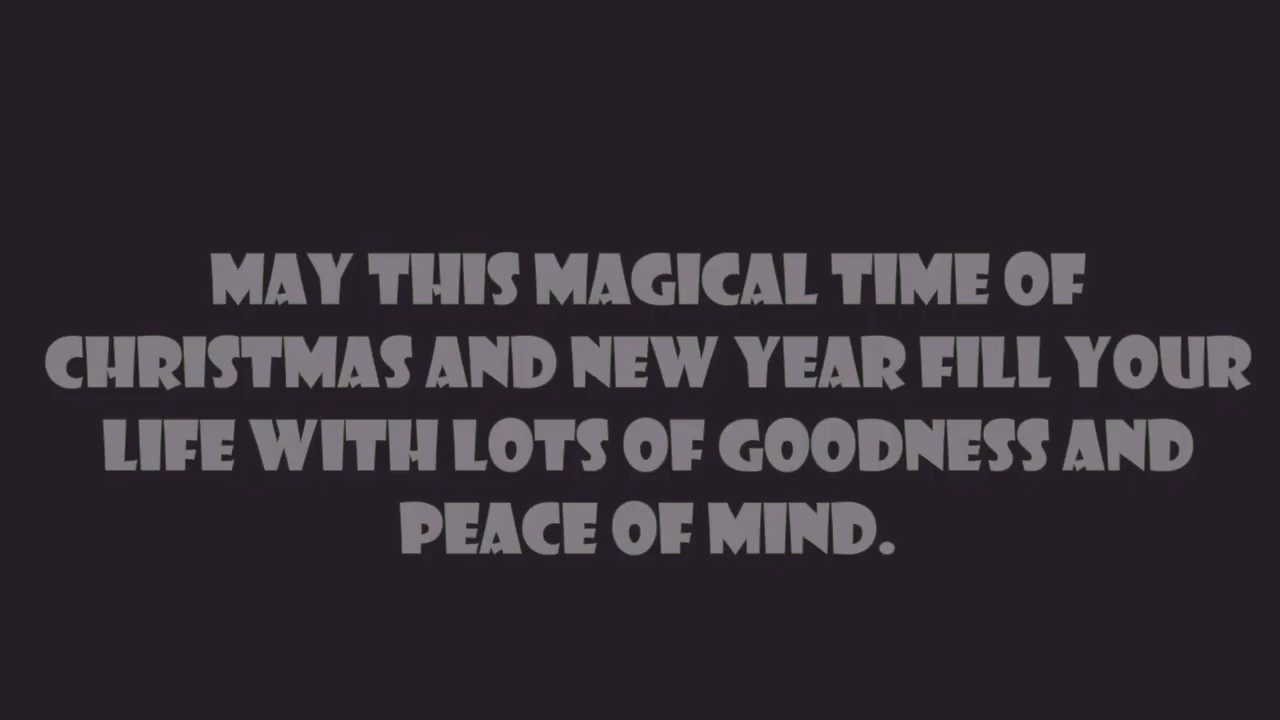 MAY THIS MAGICAL TIME OF
CHRISTMAS AND NEW YEAR FILL YOUR
LIFE WITH LOTS OF GOODNESS AND
PEACE OF MIND.